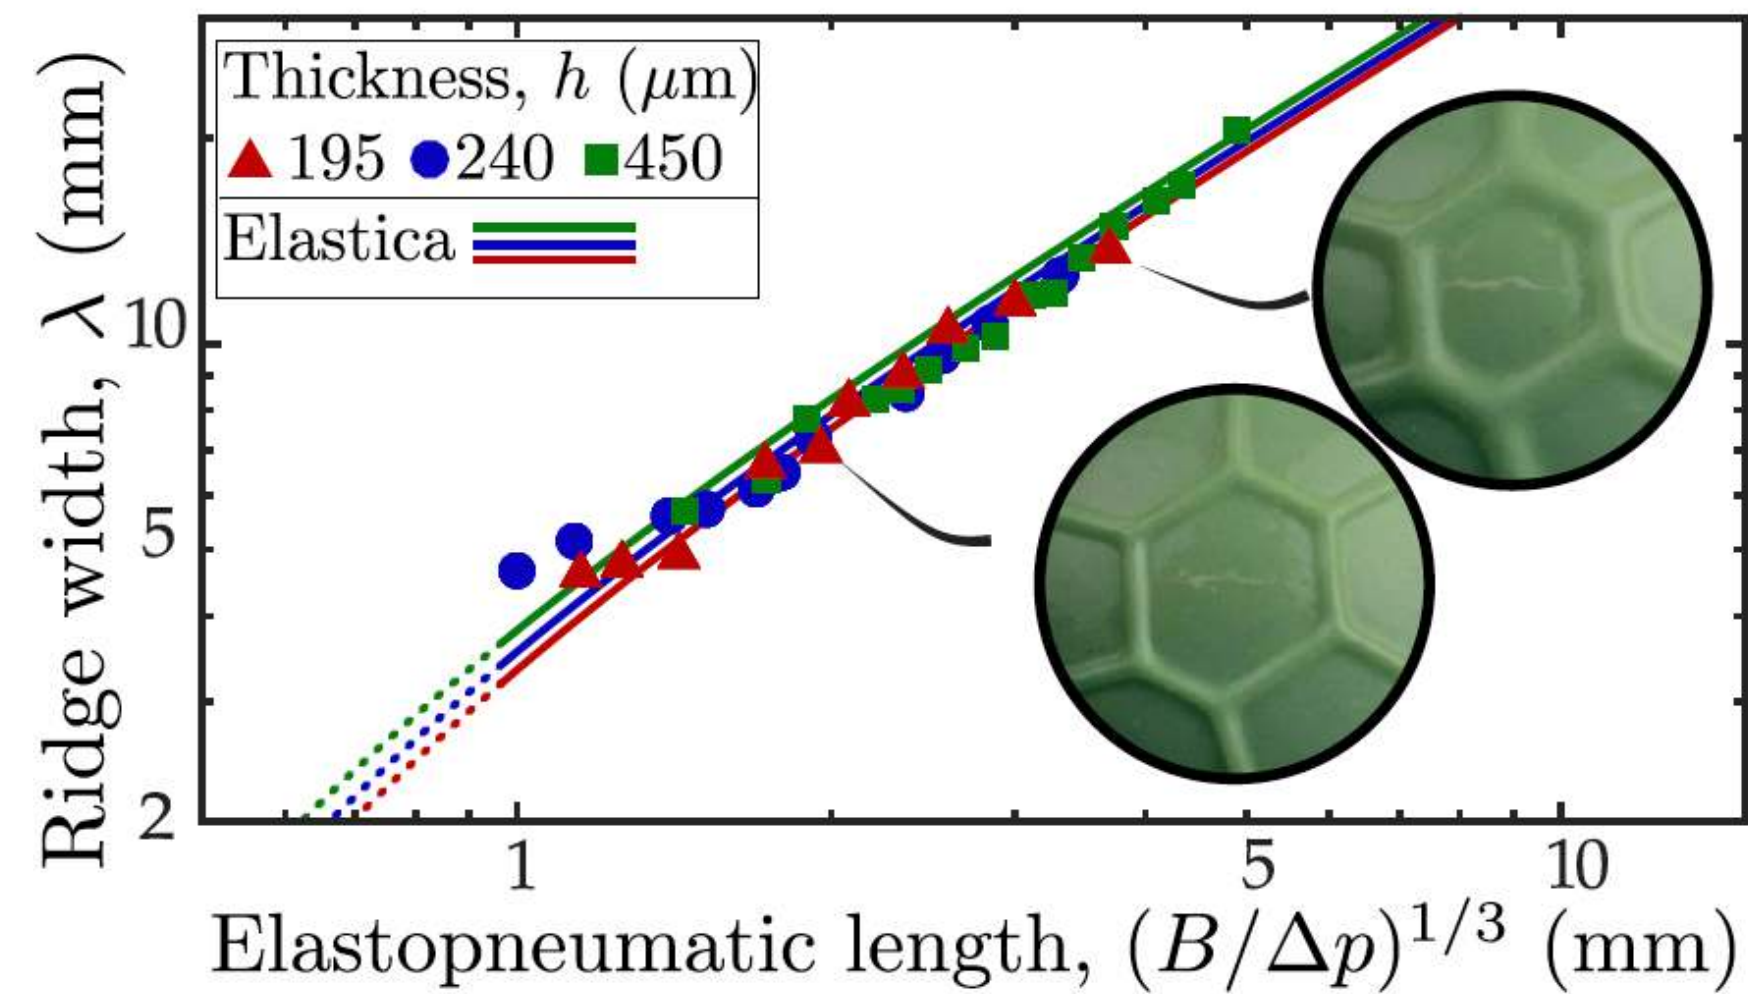 Thickness, h (μm)
195 240 450
Elastica
Ridge width, λ (mm)
10
5
2
1 5 10
Elastopneumatic length, (B/Δp)^{1/3} (mm)